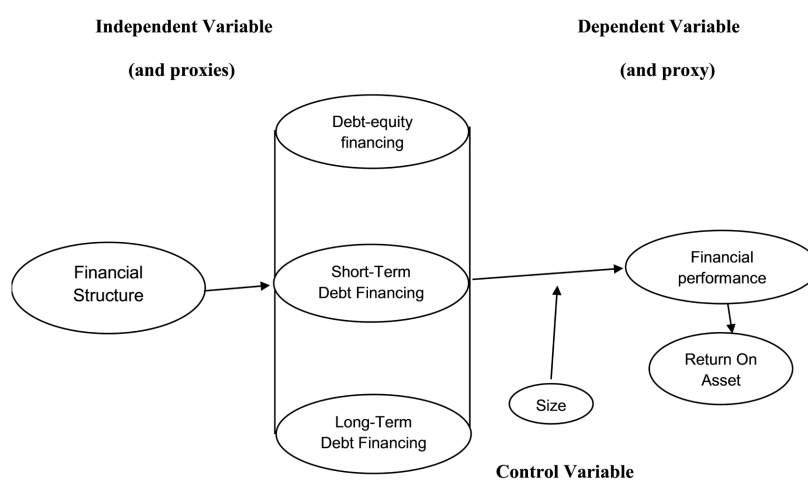 Independent Variable
(and proxies)
Dependent Variable
(and proxy)
Debt-equity
financing
Financial
Structure
Short-Term
Debt Financing
Financial
performance
Return On
Asset
Size
Long-Term
Debt Financing
Control Variable